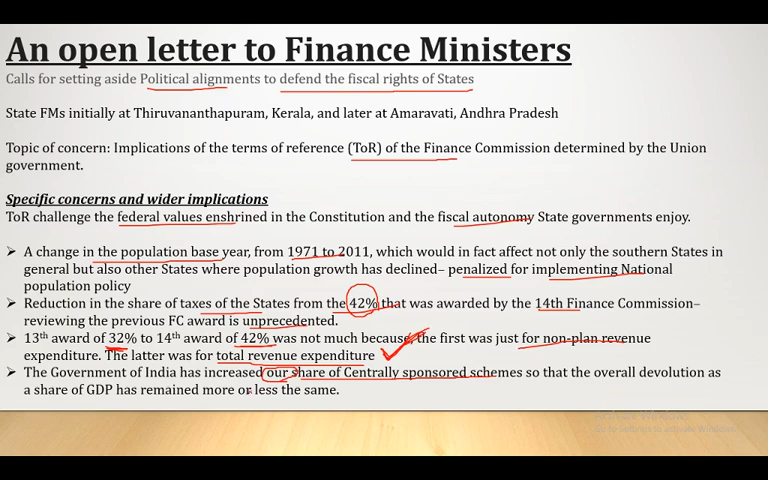 An open letter to Finance Ministers
Calls for setting aside Political alignments to defend the fiscal rights of States
State FMs initially at Thiruvananthapuram, Kerala, and later at Amaravati, Andhra Pradesh
Topic of concern: Implications of the terms of reference (ToR) of the Finance Commission determined by the Union
government.
Specific concerns and wider implications
ToR challenge the federal values enshrined in the Constitution and the fiscal autonomy State governments enjoy.
➢ A change in the population base year, from 1971 to 2011, which would in fact affect not only the southern States in
general but also other States where population growth has declined– penalized for implementing National
population policy
➢ Reduction in the share of taxes of the States from the 42% that was awarded by the 14th Finance Commission–
reviewing the previous FC award is unprecedented.
➢ 13th award of 32% to 14th award of 42% was not much because, the first was just for non-plan revenue
expenditure. The latter was for total revenue expenditure
➢ The Government of India has increased our share of Centrally sponsored schemes so that the overall devolution as
a share of GDP has remained more or less the same.
Activate Windows
Go to Settings to activate Windows.